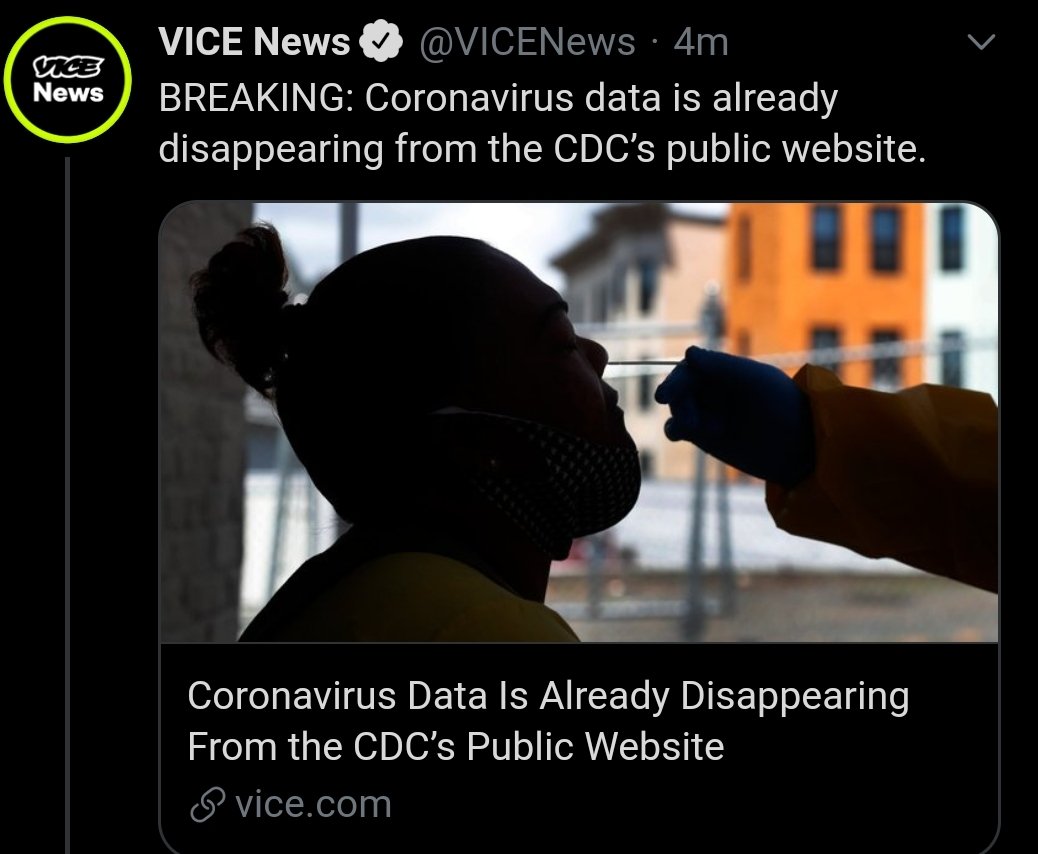 VICE
News
VICE News @VICENews · 4m
BREAKING: Coronavirus data is already
disappearing from the CDC’s public website.
Coronavirus Data Is Already Disappearing
From the CDC’s Public Website
vice.com